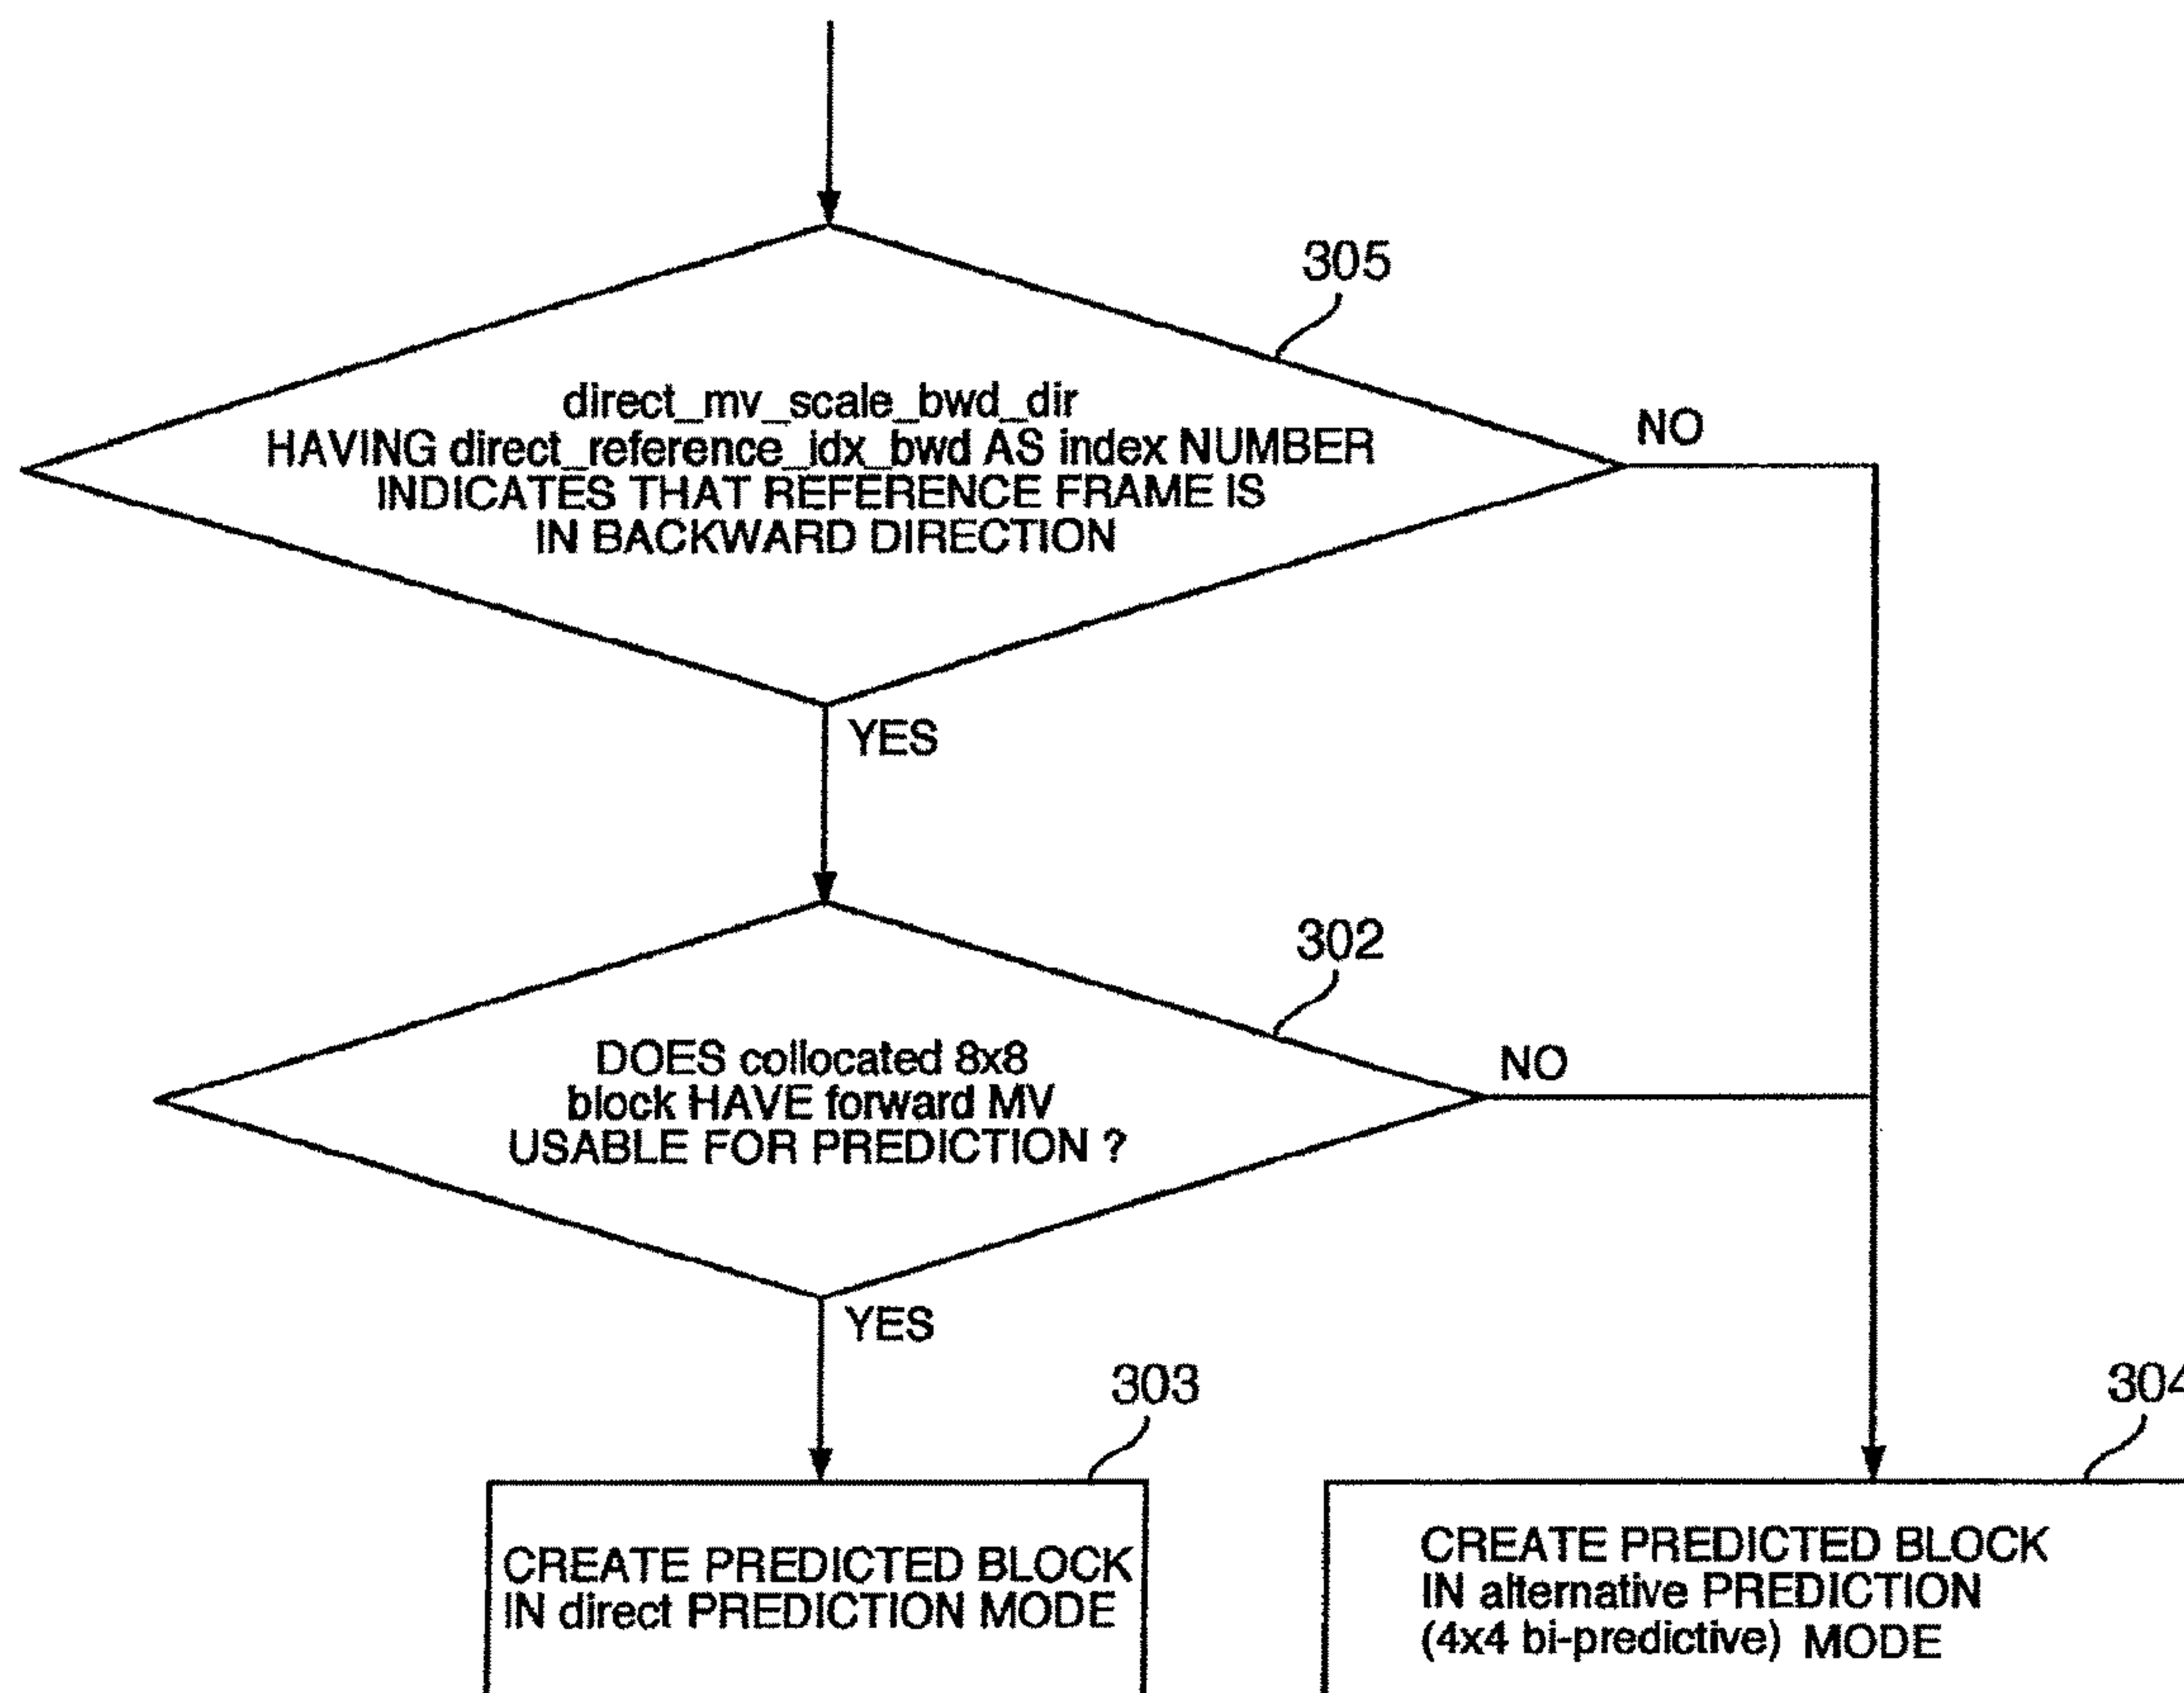 305
direct_mv_scale_bwd_dir
HAVING direct_reference_idx_bwd AS index NUMBER
INDICATES THAT REFERENCE FRAME IS
IN BACKWARD DIRECTION
NO
YES
302
DOES collocated 8x8
block HAVE forward MV
USABLE FOR PREDICTION ?
NO
YES
303
304
CREATE PREDICTED BLOCK
IN direct PREDICTION MODE
CREATE PREDICTED BLOCK
IN alternative PREDICTION
(4x4 bi-predictive) MODE